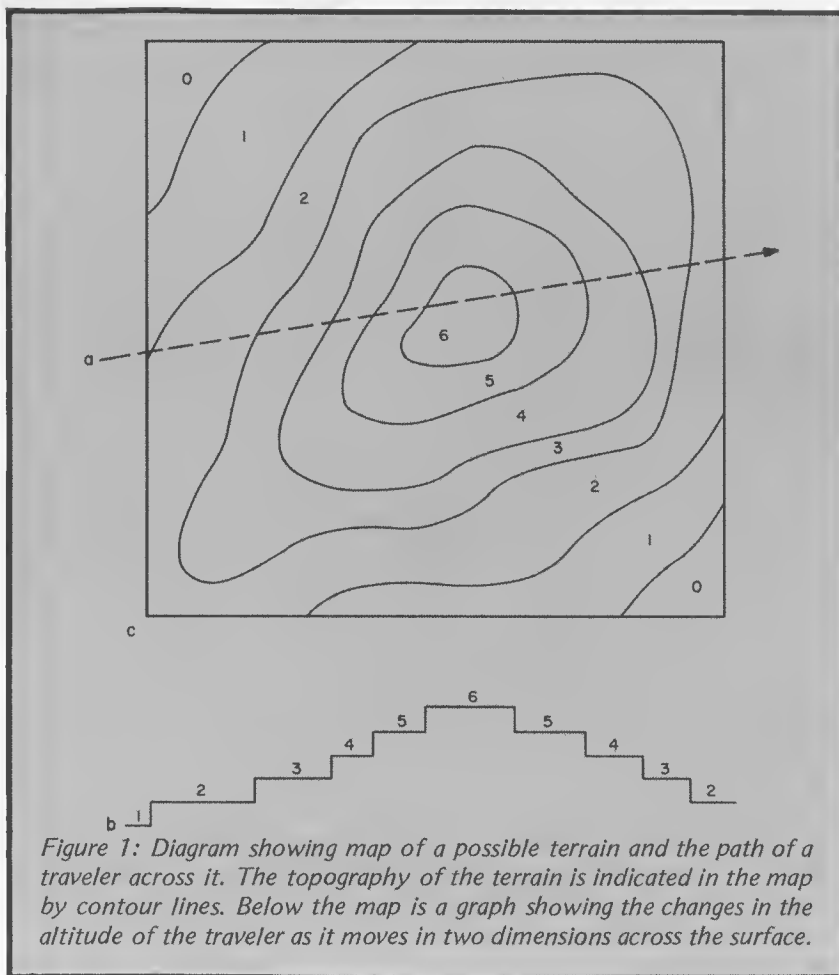 0
1
2
a
6
5
4
3
2
1
0
c
6
5 5
4 4
3 3
2 2
b 1
Figure 1: Diagram showing map of a possible terrain and the path of a
traveler across it. The topography of the terrain is indicated in the map
by contour lines. Below the map is a graph showing the changes in the
altitude of the traveler as it moves in two dimensions across the surface.